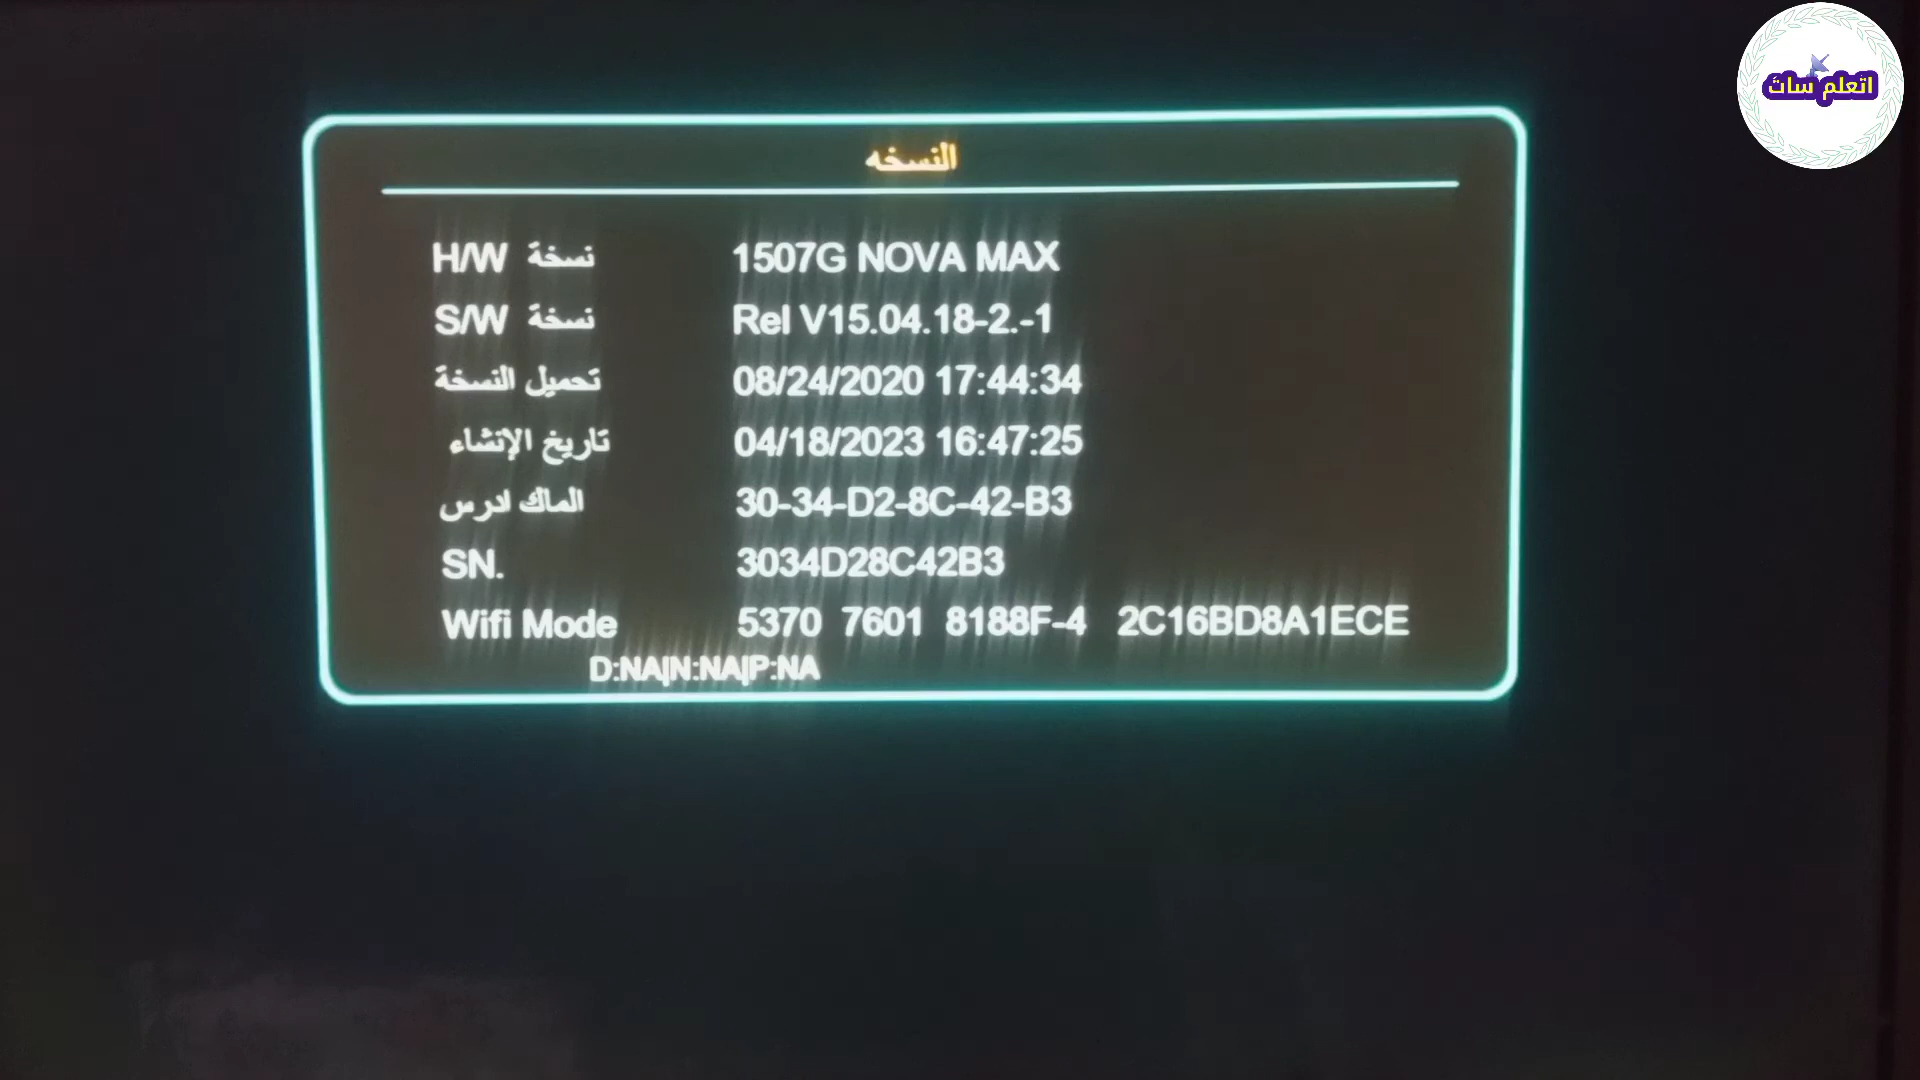 اتعلم سات
النسخه
H/W نسخة 1507G NOVA MAX
S/W نسخة Rel V15.04.18-2.-1
تحميل النسخة 08/24/2020 17:44:34
تاريخ الإنشاء 04/18/2023 16:47:25
الماك ادرس 30-34-D2-8C-42-B3
SN. 3034D28C42B3
Wifi Mode 5370 7601 8188F-4 2C16BD8A1ECE
D:NA|N:NA|P:NA